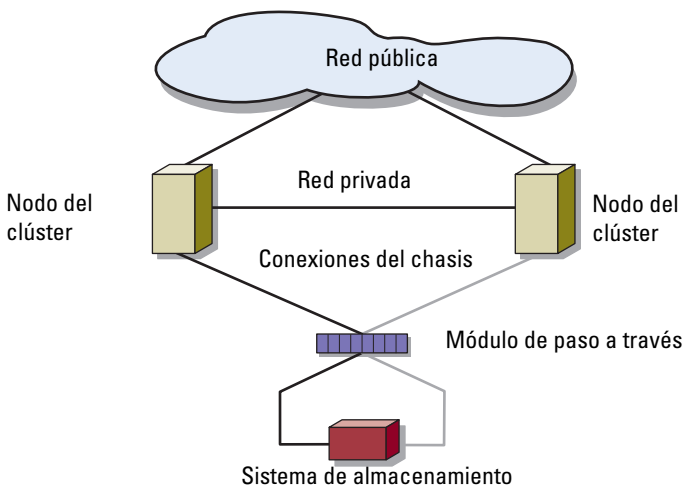 Red pública
Red privada
Nodo del
clúster
Nodo del
clúster
Conexiones del chasis
Módulo de paso a través
Sistema de almacenamiento